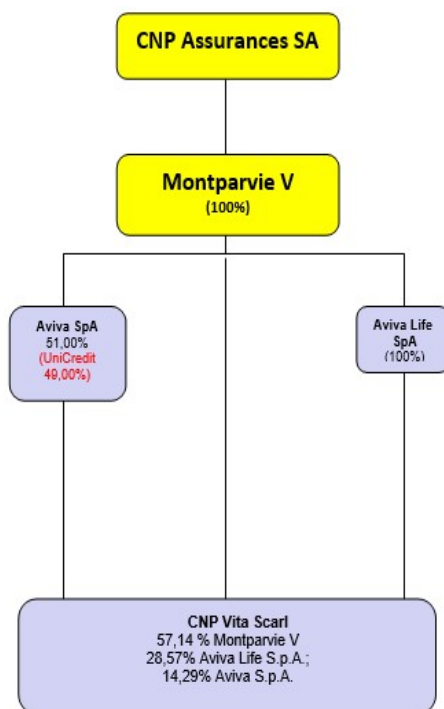 CNP Assurances SA
Montparvie V
(100%)
Aviva SpA
51,00%
(UniCredit
49,00%)
Aviva Life
SpA
(100%)
CNP Vita Scarl
57,14 % Montparvie V
28,57% Aviva Life S.p.A.;
14,29% Aviva S.p.A.